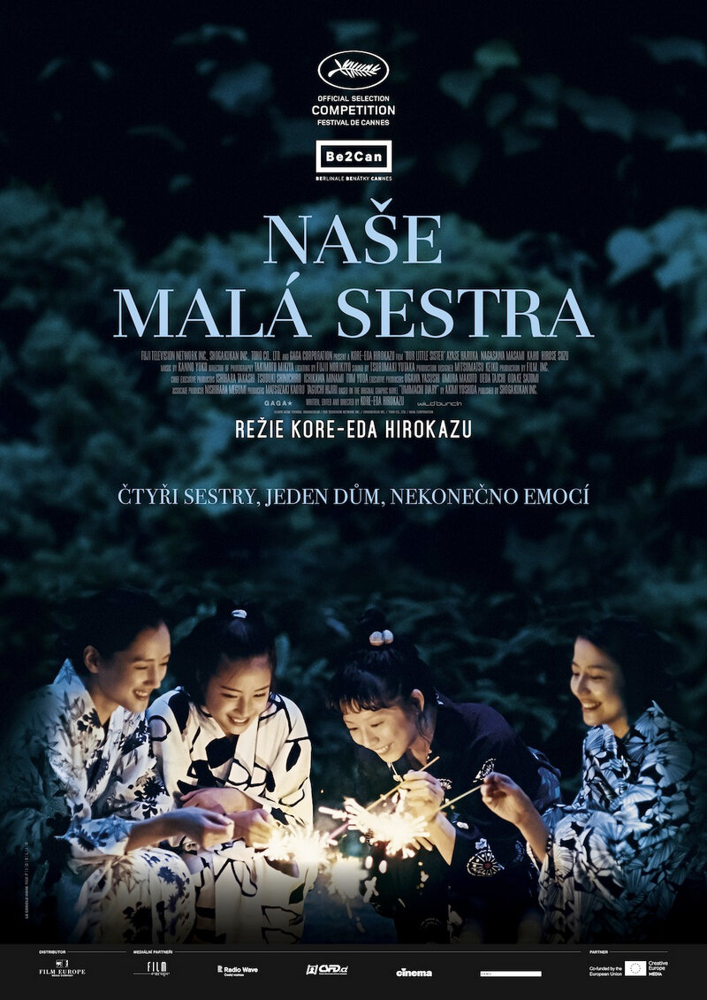 OFFICIAL SELECTION
COMPETITION
FESTIVAL DE CANNES
Be2Can
BERLINALE BENÁTKY CANNES
NAŠE
MALÁ SESTRA
FUJI TELEVISION NETWORK INC., SHOGAKUKAN INC., TOHO CO., LTD. AND GAGA CORPORATION PRESENT A KORE-EDA HIROKAZU FILM "OUR LITTLE SISTER" AYASE HARUKA NAGASAWA MASAMI KAHO HIROSE SUZU
MUSIC BY KANNO YOKO DIRECTOR OF PHOTOGRAPHY TAKIMOTO MIKIYA LIGHTING BY FUJII NORIKIYO SOUND BY TSURUMAKI YUTAKA PRODUCTION DESIGNER MITSUMATSU KEIKO PRODUCTION BY FILM, INC.
CHIEF EXECUTIVE PRODUCERS ISHIHARA TAKASHI TSUZUKI SHINICHIRO ICHIKAWA MINAMI TOM YODA EXECUTIVE PRODUCERS OGAWA YASUSHI OMURA MAKOTO UEDA TAICHI ODAKE SATOMI
ASSOCIATE PRODUCER NISHIHARA MEGUMI PRODUCERS MATSUZAKI KAORU TAGUCHI HIJIRI BASED ON THE ORIGINAL GRAPHIC NOVEL "UMIMACHI DIARY" BY AKIMI YOSHIDA, PUBLISHED BY SHOGAKUKAN INC.
GAGA★ WRITTEN, EDITED AND DIRECTED BY KORE-EDA HIROKAZU wild bunch
REŽIE KORE-EDA HIROKAZU
ČTYŘI SESTRY, JEDEN DŮM, NEKONEČNO EMOCÍ
DISTRIBUTOR MEDIÁLNÍ PARTNEŘI PARTNER
FILM EUROPE
MEDIA COMPANY
FILM
europe
Radio Wave
Český rozhlas
ČSFD.cz
cinema
Co-funded by the
European Union
Creative
Europe
MEDIA